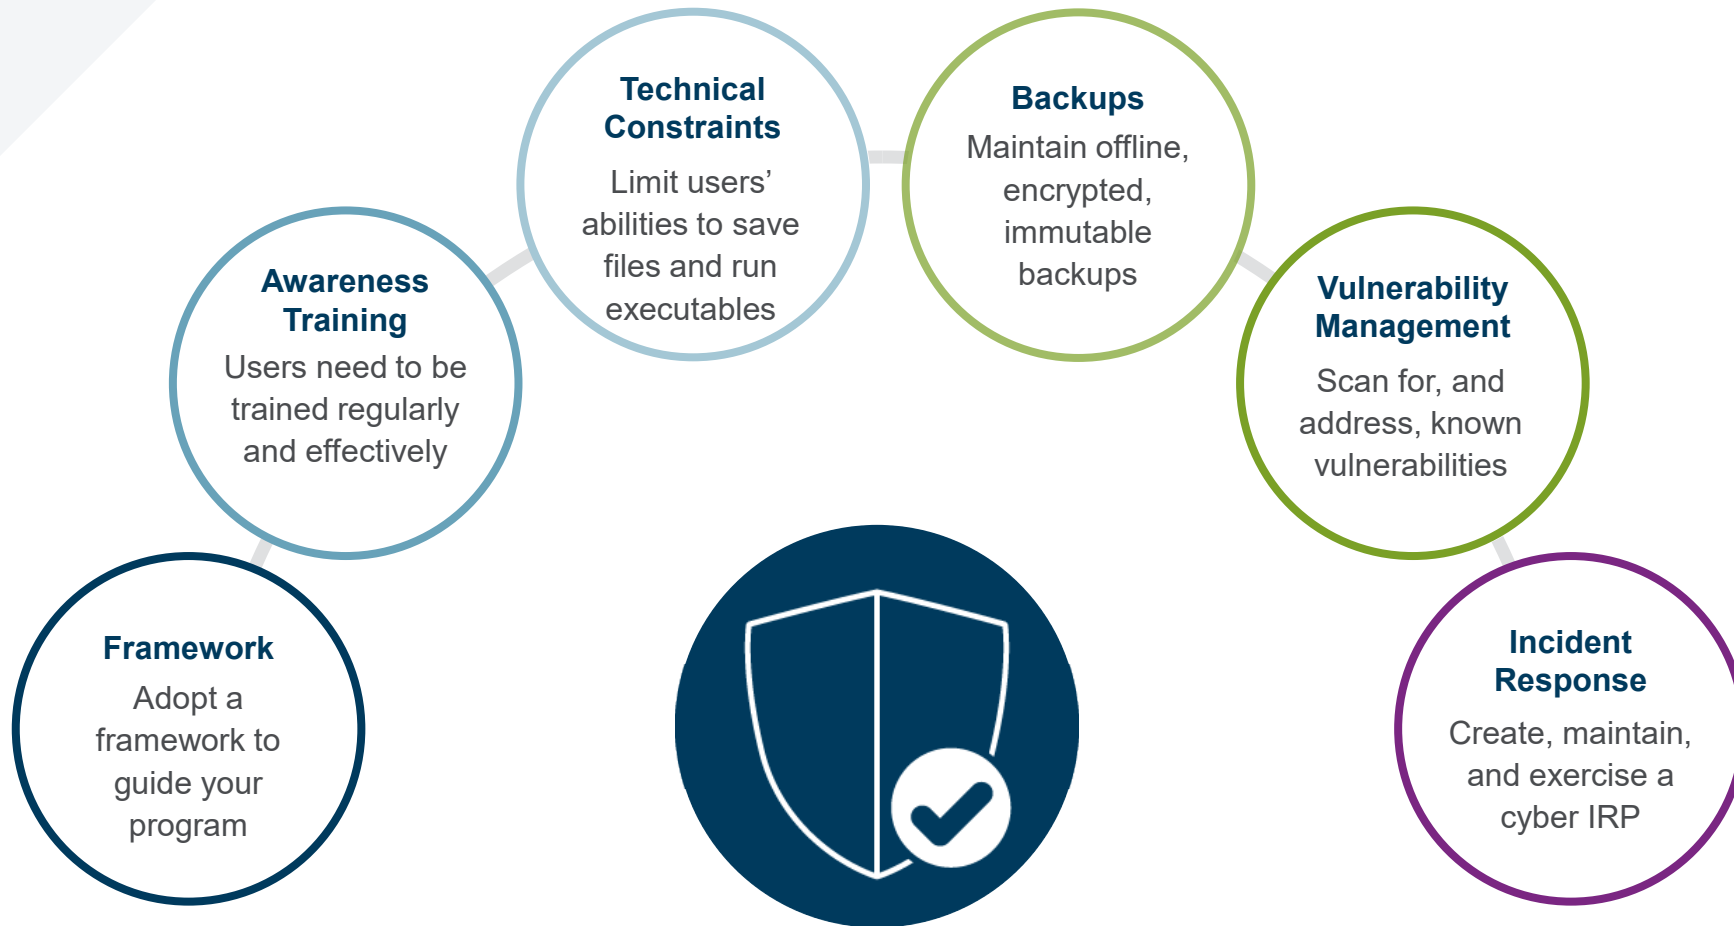 Framework
Adopt a
framework to
guide your
program
Awareness
Training
Users need to be
trained regularly
and effectively
Technical
Constraints
Limit users’
abilities to save
files and run
executables
Backups
Maintain offline,
encrypted,
immutable
backups
Vulnerability
Management
Scan for, and
address, known
vulnerabilities
Incident
Response
Create, maintain,
and exercise a
cyber IRP